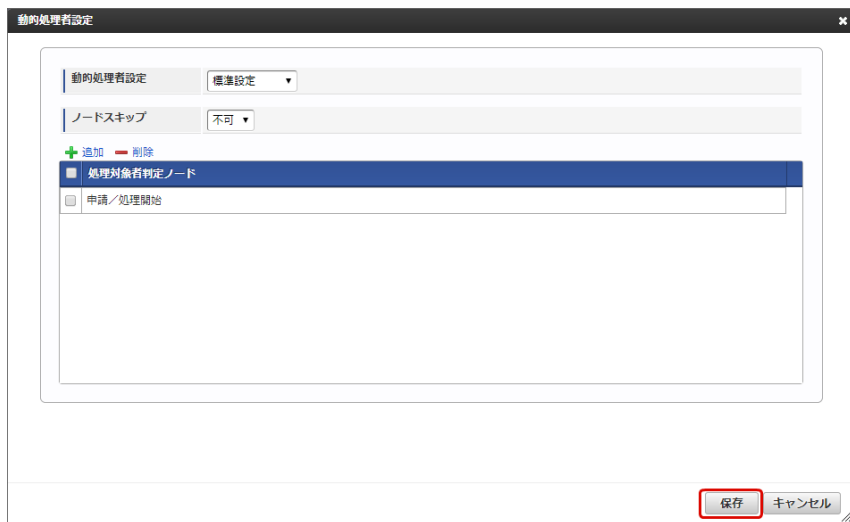 動的処理者設定
動的処理者設定 標準設定
ノードスキップ 不可
追加 削除
処理対象者判定ノード
申請/処理開始
保存 キャンセル